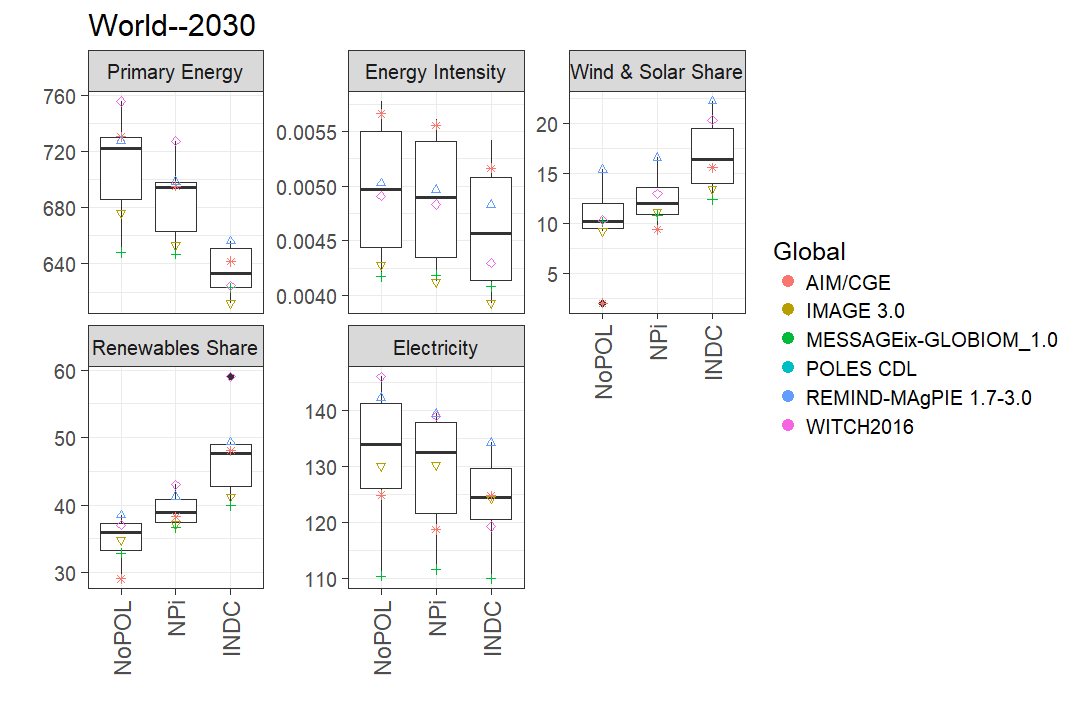 World--2030
Primary Energy
Energy Intensity
Wind & Solar Share
760
720
680
640
0.0055
0.0050
0.0045
0.0040
20
15
10
5
NoPOL
NPi
INDC
Renewables Share
Electricity
60
50
40
30
140
130
120
110
NoPOL
NPi
INDC
NoPOL
NPi
INDC
Global
AIM/CGE
IMAGE 3.0
MESSAGEix-GLOBIOM_1.0
POLES CDL
REMIND-MAgPIE 1.7-3.0
WITCH2016